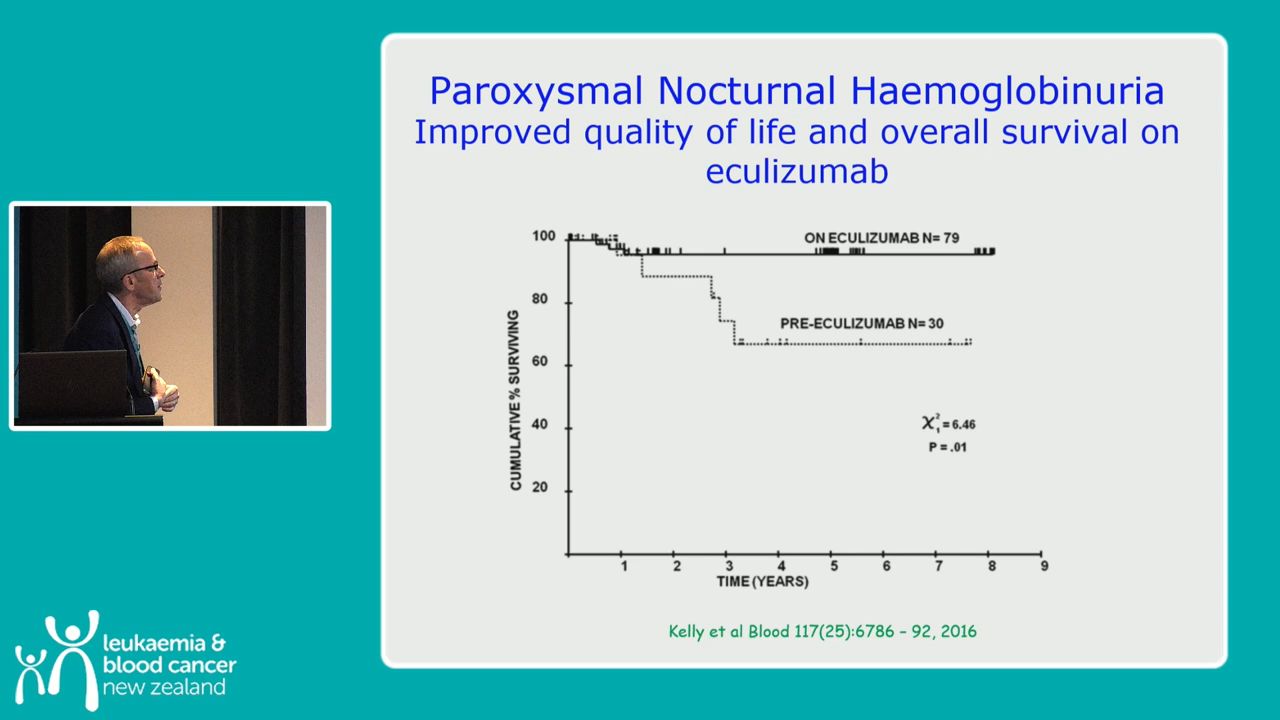 Paroxysmal Nocturnal Haemoglobinuria
Improved quality of life and overall survival on
eculizumab
ON ECULIZUMAB N= 79
PRE-ECULIZUMAB N= 30
100
80
60
40
20
CUMULATIVE % SURVIVING
χ²₁ = 6.46
P = .01
1 2 3 4 5 6 7 8 9
TIME (YEARS)
Kelly et al Blood 117(25):6786 – 92, 2016
leukaemia &
blood cancer
new zealand